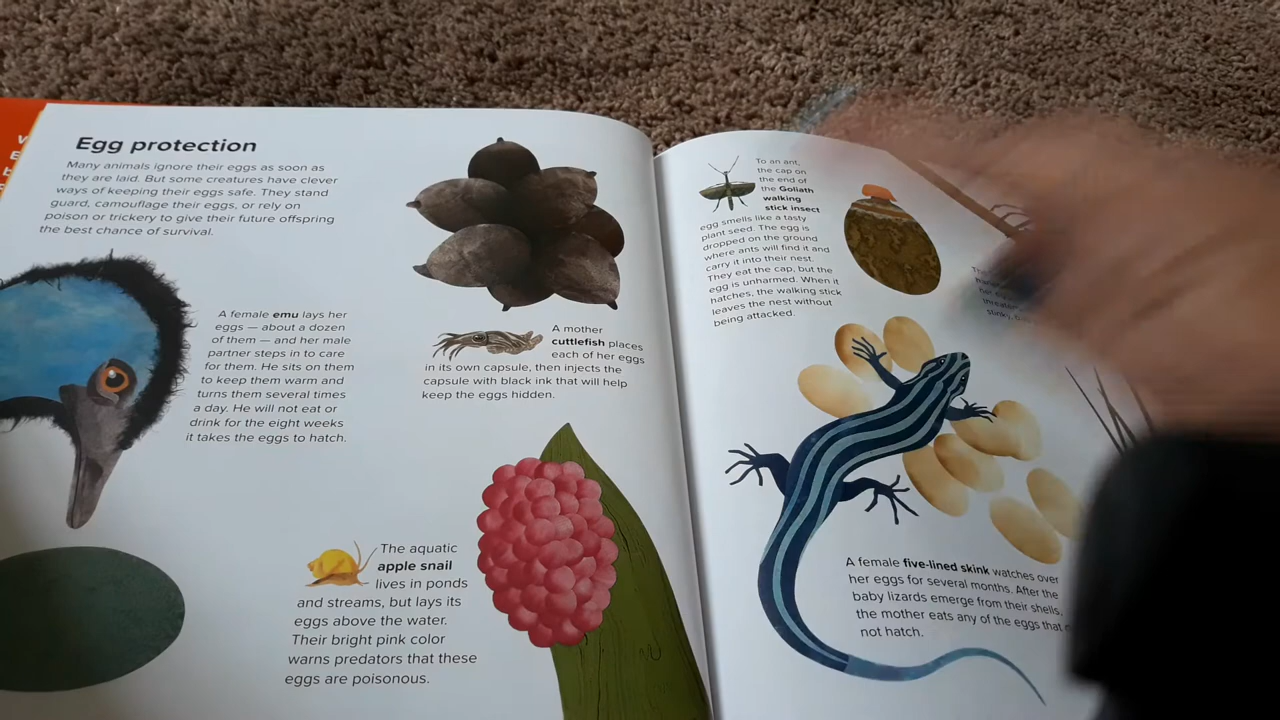 Egg protection
Many animals ignore their eggs as soon as
they are laid. But some creatures have clever
ways of keeping their eggs safe. They stand
guard, camouflage their eggs, or rely on
poison or trickery to give their future offspring
the best chance of survival.
A female emu lays her
eggs — about a dozen
of them — and her male
partner steps in to care
for them. He sits on them
to keep them warm and
turns them several times
a day. He will not eat or
drink for the eight weeks
it takes the eggs to hatch.
A mother
cuttlefish places
each of her eggs
in its own capsule, then injects the
capsule with black ink that will help
keep the eggs hidden.
The aquatic
apple snail
lives in ponds
and streams, but lays its
eggs above the water.
Their bright pink color
warns predators that these
eggs are poisonous.
To an ant,
the cap on
the end of
the Goliath
walking
stick insect
egg smells like a tasty
plant seed. The egg is
dropped on the ground
where ants will find it and
carry it into their nest.
They eat the cap, but the
egg is unharmed. When it
hatches, the walking stick
leaves the nest without
being attacked.
A female five-lined skink watches over
her eggs for several months. After the
baby lizards emerge from their shells,
the mother eats any of the eggs that
not hatch.